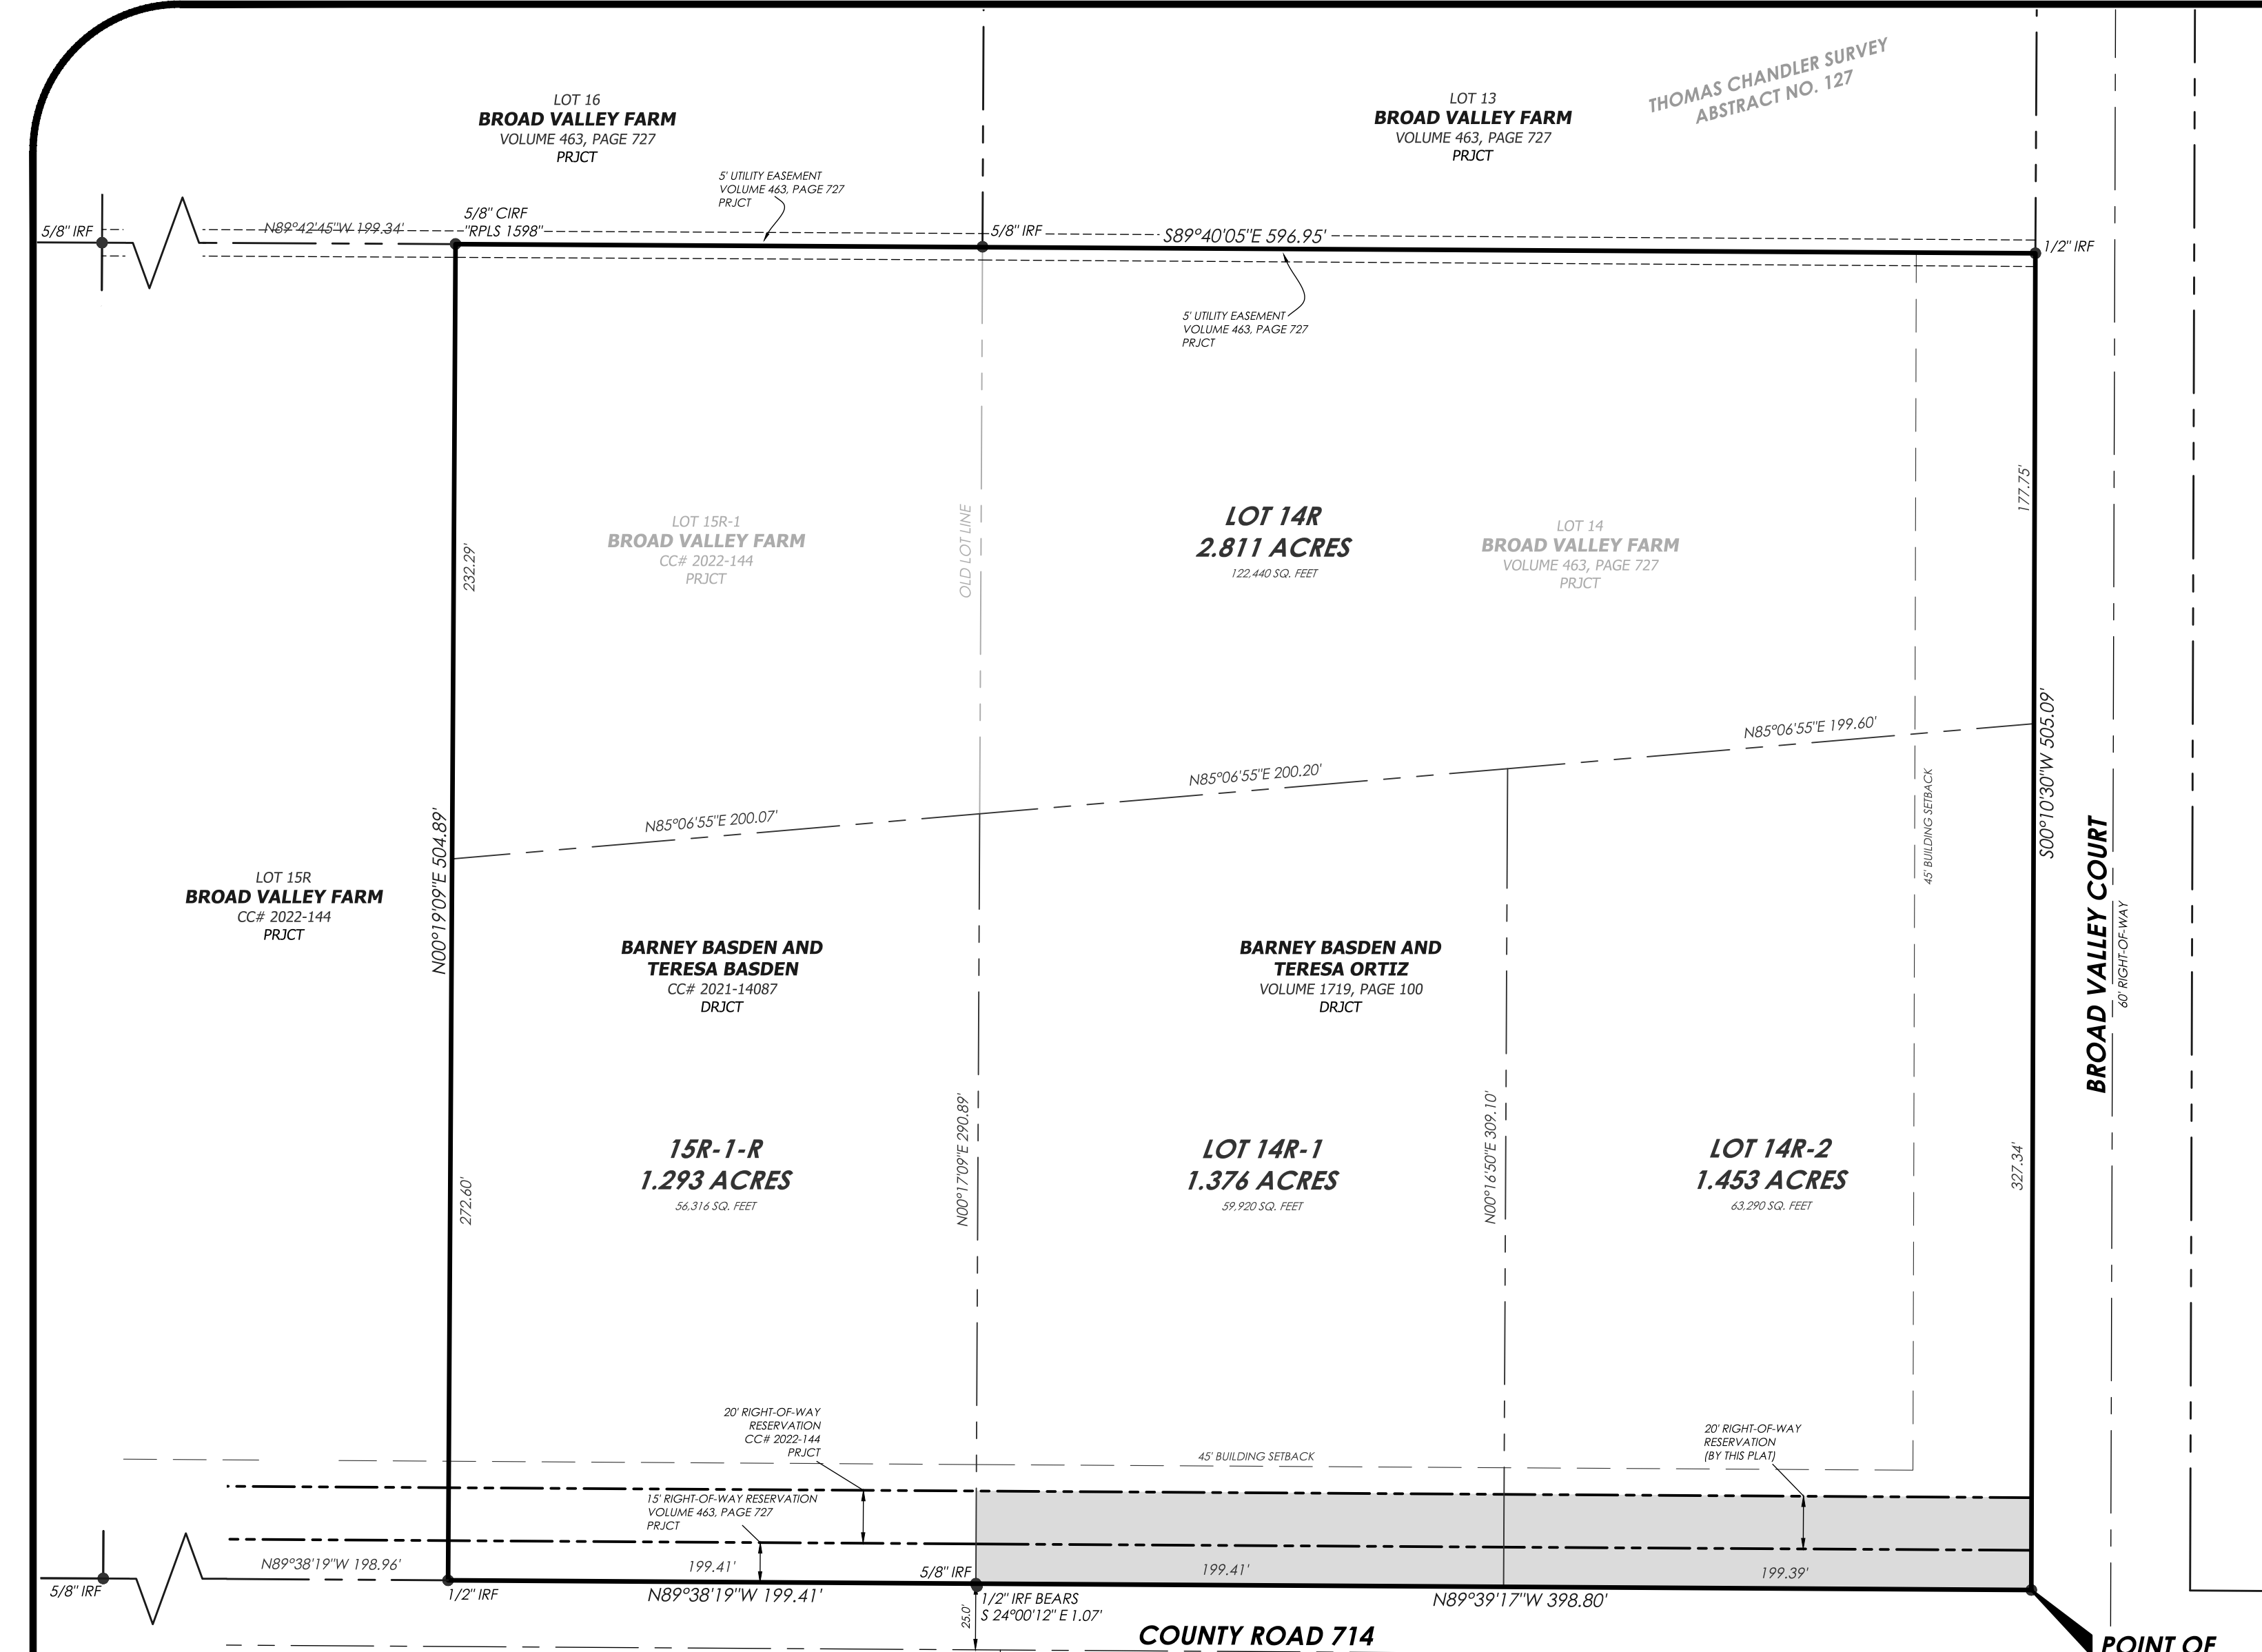 THOMAS CHANDLER SURVEY
ABSTRACT NO. 127
LOT 16
BROAD VALLEY FARM
VOLUME 463, PAGE 727
PRJCT
LOT 13
BROAD VALLEY FARM
VOLUME 463, PAGE 727
PRJCT
5' UTILITY EASEMENT
VOLUME 463, PAGE 727
PRJCT
5/8" IRF
N89°42'45"W 199.34'
5/8" CIRF
"RPLS 1598"
5/8" IRF
S89°40'05"E 596.95'
1/2" IRF
5' UTILITY EASEMENT
VOLUME 463, PAGE 727
PRJCT
177.75'
232.29'
LOT 15R-1
BROAD VALLEY FARM
CC# 2022-144
PRJCT
OLD LOT LINE
LOT 14R
2.811 ACRES
122,440 SQ. FEET
LOT 14
BROAD VALLEY FARM
VOLUME 463, PAGE 727
PRJCT
N85°06'55"E 200.07'
N85°06'55"E 200.20'
N85°06'55"E 199.60'
S00°10'30"W 505.09'
45' BUILDING SETBACK
N00°19'09"E 504.89'
BROAD VALLEY COURT
60' RIGHT-OF-WAY
LOT 15R
BROAD VALLEY FARM
CC# 2022-144
PRJCT
BARNEY BASDEN AND
TERESA BASDEN
CC# 2021-14087
DRJCT
BARNEY BASDEN AND
TERESA ORTIZ
VOLUME 1719, PAGE 100
DRJCT
272.60'
15R-1-R
1.293 ACRES
56,316 SQ. FEET
N00°17'09"E 290.89'
LOT 14R-1
1.376 ACRES
59,920 SQ. FEET
N00°16'50"E 309.10'
LOT 14R-2
1.453 ACRES
63,290 SQ. FEET
327.34'
20' RIGHT-OF-WAY
RESERVATION
CC# 2022-144
PRJCT
45' BUILDING SETBACK
20' RIGHT-OF-WAY
RESERVATION
(BY THIS PLAT)
15' RIGHT-OF-WAY RESERVATION
VOLUME 463, PAGE 727
PRJCT
N89°38'19"W 198.96'
199.41'
5/8" IRF
199.41'
199.39'
5/8" IRF
1/2" IRF
N89°38'19"W 199.41'
1/2" IRF BEARS
S 24°00'12" E 1.07'
N89°39'17"W 398.80'
25.0'
COUNTY ROAD 714
POINT OF